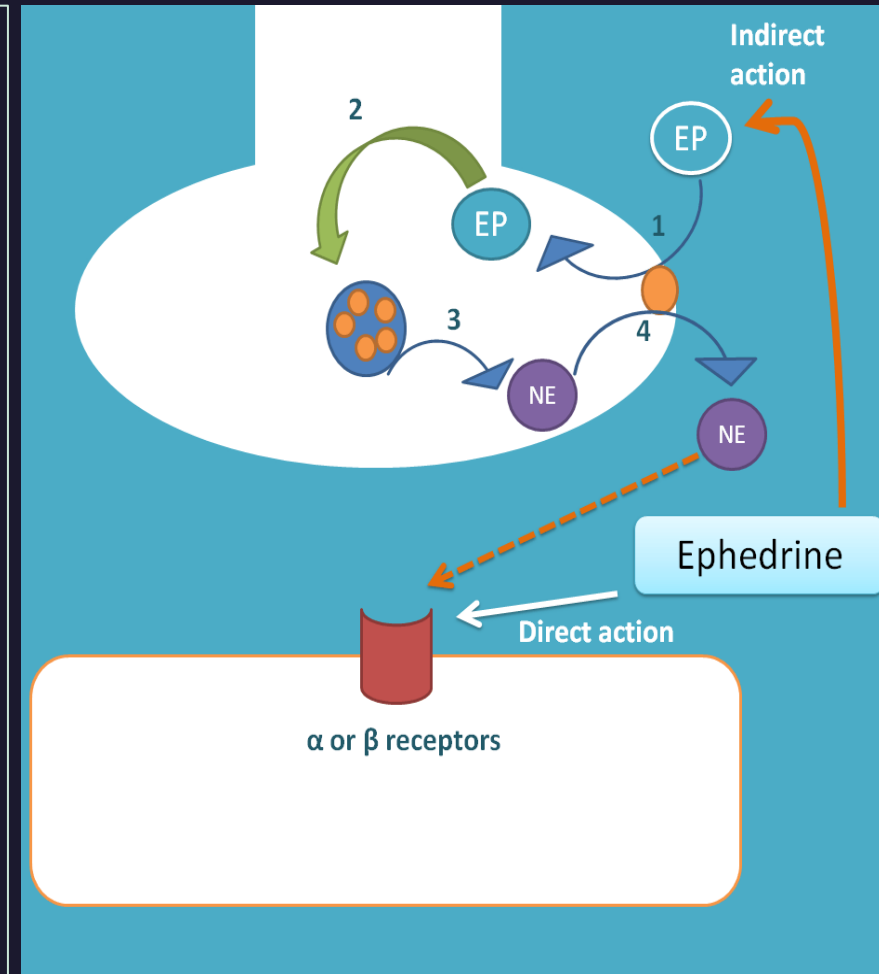 Indirect
action
2
EP
EP
1
3
4
NE
NE
Ephedrine
Direct action
α or β receptors